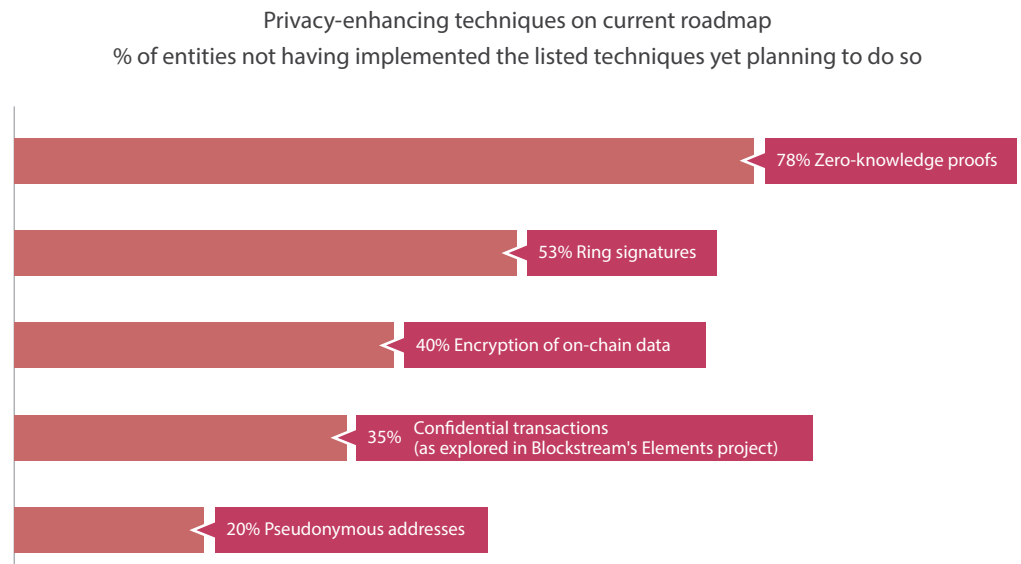 Privacy-enhancing techniques on current roadmap
% of entities not having implemented the listed techniques yet planning to do so
78% Zero-knowledge proofs
53% Ring signatures
40% Encryption of on-chain data
35% Confidential transactions
(as explored in Blockstream's Elements project)
20% Pseudonymous addresses